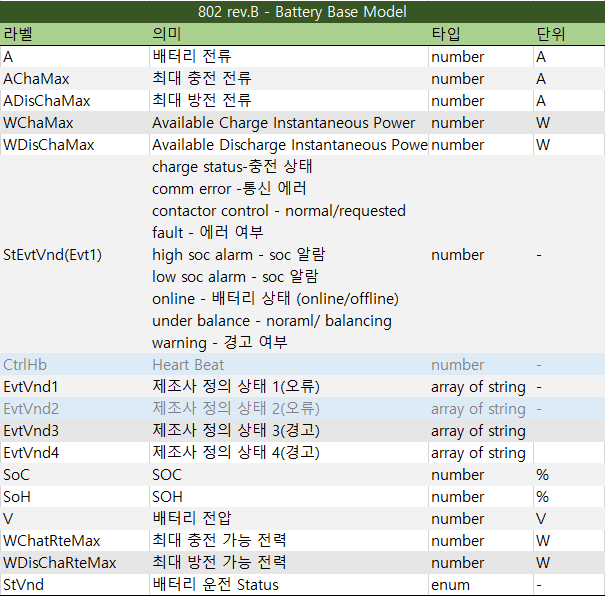 802 rev.B - Battery Base Model
라벨 의미 타입 단위
A 배터리 전류 number A
AChaMax 최대 충전 전류 number A
ADisChaMax 최대 방전 전류 number A
WChaMax Available Charge Instantaneous Power number W
WDisChaMax Available Discharge Instantaneous Powe number W
charge status-충전 상태
comm error -통신 에러
contactor control - normal/requested
fault - 에러 여부
StEvtVnd(Evt1) high soc alarm - soc 알람 number -
low soc alarm - soc 알람
online - 배터리 상태 (online/offline)
under balance - noraml/ balancing
warning - 경고 여부
CtrlHb Heart Beat number -
EvtVnd1 제조사 정의 상태 1(오류) array of string -
EvtVnd2 제조사 정의 상태 2(오류) array of string -
EvtVnd3 제조사 정의 상태 3(경고) array of string
EvtVnd4 제조사 정의 상태 4(경고) array of string
SoC SOC number %
SoH SOH number %
V 배터리 전압 number V
WChatRteMax 최대 충전 가능 전력 number W
WDisChaRteMax 최대 방전 가능 전력 number W
StVnd 배터리 운전 Status enum -